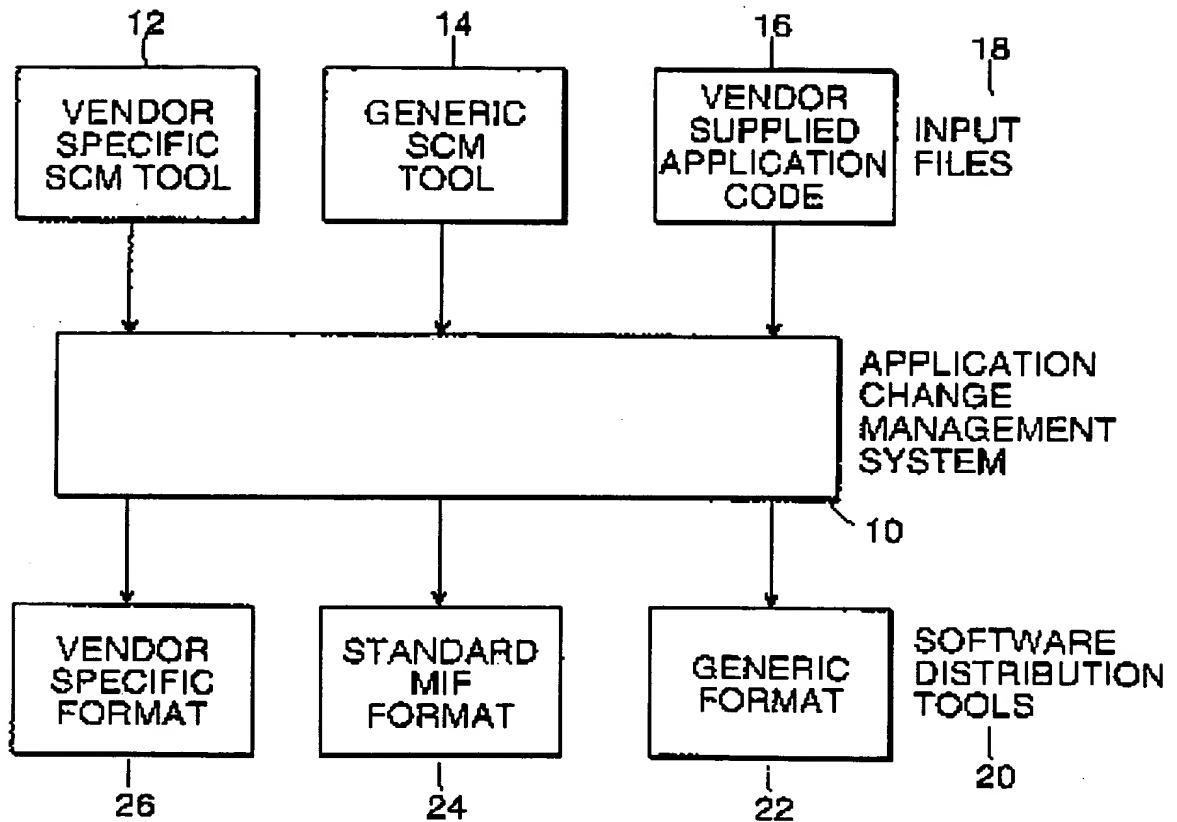 12
14
16
18
VENDOR
SPECIFIC
SCM TOOL
GENERIC
SCM
TOOL
VENDOR
SUPPLIED
APPLICATION
CODE
INPUT
FILES
APPLICATION
CHANGE
MANAGEMENT
SYSTEM
10
VENDOR
SPECIFIC
FORMAT
STANDARD
MIF
FORMAT
GENERIC
FORMAT
SOFTWARE
DISTRIBUTION
TOOLS
26
24
22
20